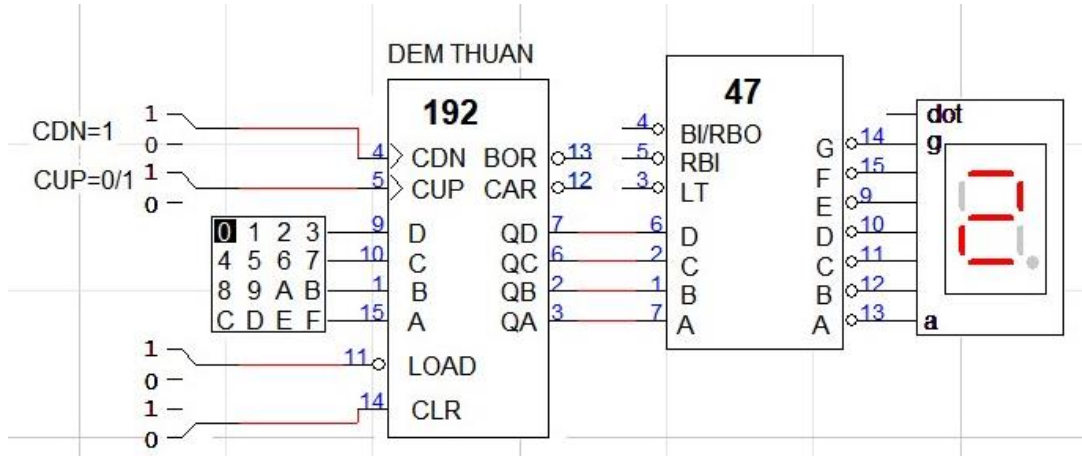 DEM THUAN
192
47
CDN=1
1
0
CUP=0/1
1
0
4 CDN BOR 13
5 CUP CAR 12
0 1 2 3
4 5 6 7
8 9 A B
C D E F
9 D QD 7
10 C QC 6
1 B QB 2
15 A QA 3
1
0
11 LOAD
1
0
14 CLR
4 BI/RBO
5 RBI
3 LT
6 D
2 C
1 B
7 A
G 14
F 15
E 9
D 10
C 11
B 12
A 13
dot
g
a
2